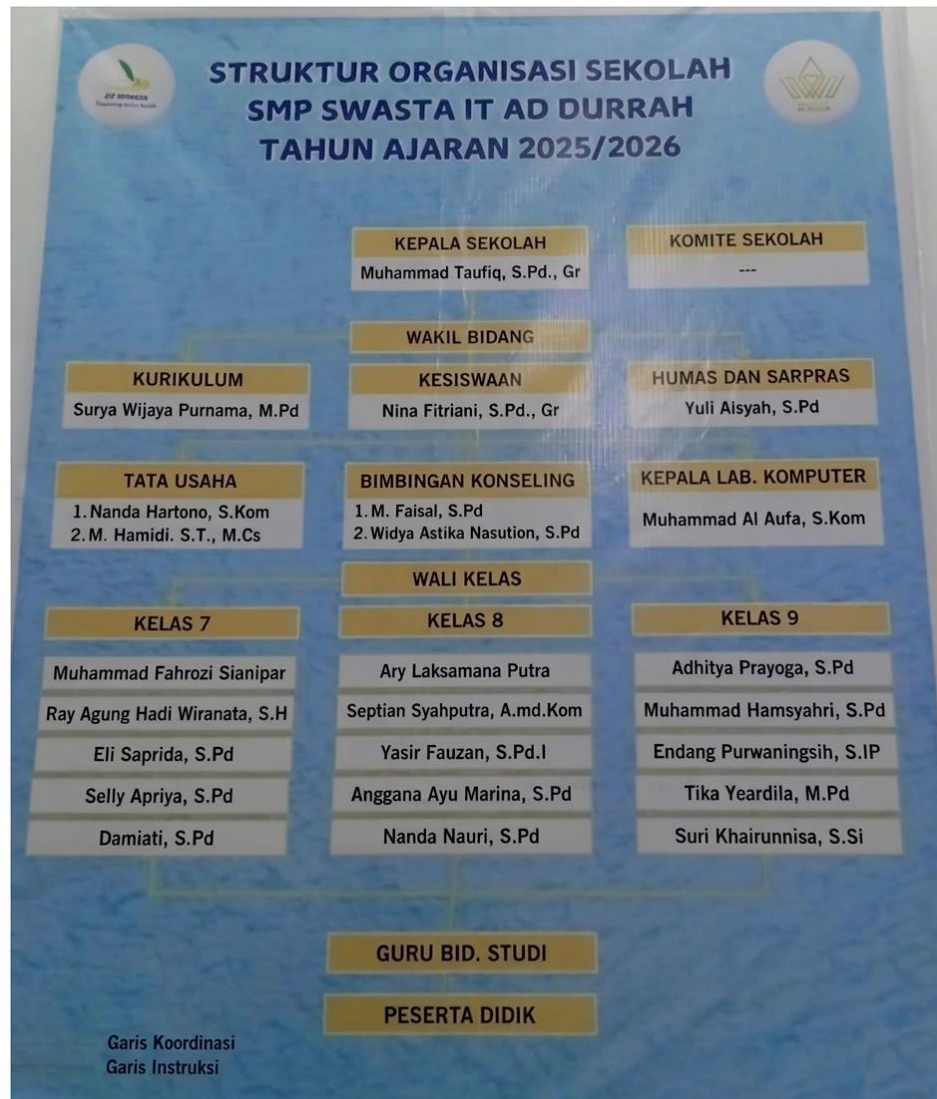 STRUKTUR ORGANISASI SEKOLAH
SMP SWASTA IT AD DURRAH
TAHUN AJARAN 2025/2026
KEPALA SEKOLAH
Muhammad Taufiq, S.Pd., Gr
KOMITE SEKOLAH
---
WAKIL BIDANG
KURIKULUM
Surya Wijaya Purnama, M.Pd
KESISWAAN
Nina Fitriani, S.Pd., Gr
HUMAS DAN SARPRAS
Yuli Aisyah, S.Pd
TATA USAHA
1. Nanda Hartono, S.Kom
2. M. Hamidi. S.T., M.Cs
BIMBINGAN KONSELING
1. M. Faisal, S.Pd
2. Widya Astika Nasution, S.Pd
KEPALA LAB. KOMPUTER
Muhammad Al Aufa, S.Kom
WALI KELAS
KELAS 7
Muhammad Fahrozi Sianipar
Ray Agung Hadi Wiranata, S.H
Eli Saprida, S.Pd
Selly Apriya, S.Pd
Damiati, S.Pd
KELAS 8
Ary Laksamana Putra
Septian Syahputra, A.md.Kom
Yasir Fauzan, S.Pd.I
Anggana Ayu Marina, S.Pd
Nanda Nauri, S.Pd
KELAS 9
Adhitya Prayoga, S.Pd
Muhammad Hamsyahri, S.Pd
Endang Purwaningsih, S.IP
Tika Yeardila, M.Pd
Suri Khairunnisa, S.Si
GURU BID. STUDI
PESERTA DIDIK
Garis Koordinasi
Garis Instruksi